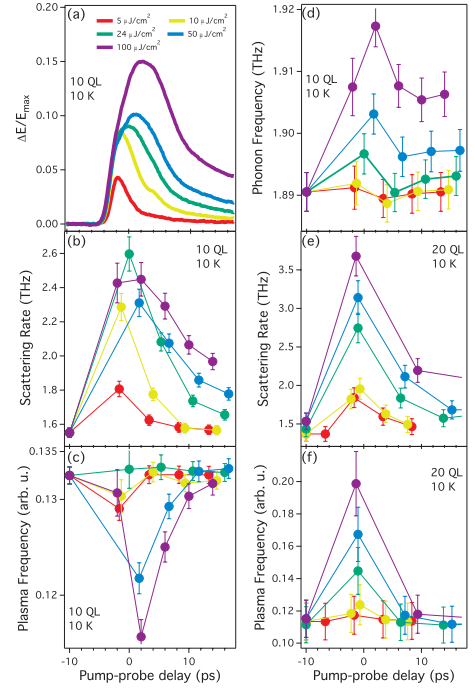 (a)
5 μJ/cm²
10 μJ/cm²
24 μJ/cm²
50 μJ/cm²
100 μJ/cm²
10 QL
10 K
0.20
0.15
0.10
0.05
0.00
ΔE/Emax
(d)
10 QL
10 K
1.92
1.91
1.90
1.89
Phonon Frequency (THz)
(b)
10 QL
10 K
2.6
2.4
2.2
2.0
1.8
1.6
Scattering Rate (THz)
(e)
20 QL
10 K
3.5
3.0
2.5
2.0
1.5
Scattering Rate (THz)
(c)
10 QL
10 K
0.135
0.13
0.12
Plasma Frequency (arb. u.)
-10
-5
0
5
10
15
Pump-probe delay (ps)
(f)
20 QL
10 K
0.20
0.18
0.16
0.14
0.12
0.10
Plasma Frequency (arb. u.)
-10
0
10
Pump-probe delay (ps)